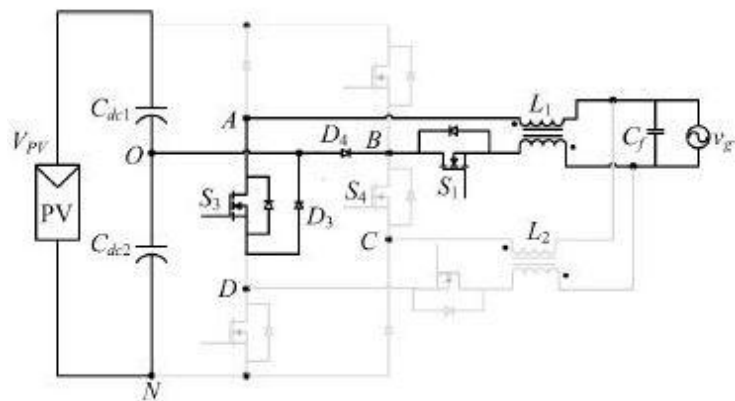 C_dc1
L_1
A
V_PV
O
D_4
B
C_f
v_g
S_1
PV
S_3
D_3
S_4
C_dc2
C
L_2
D
N